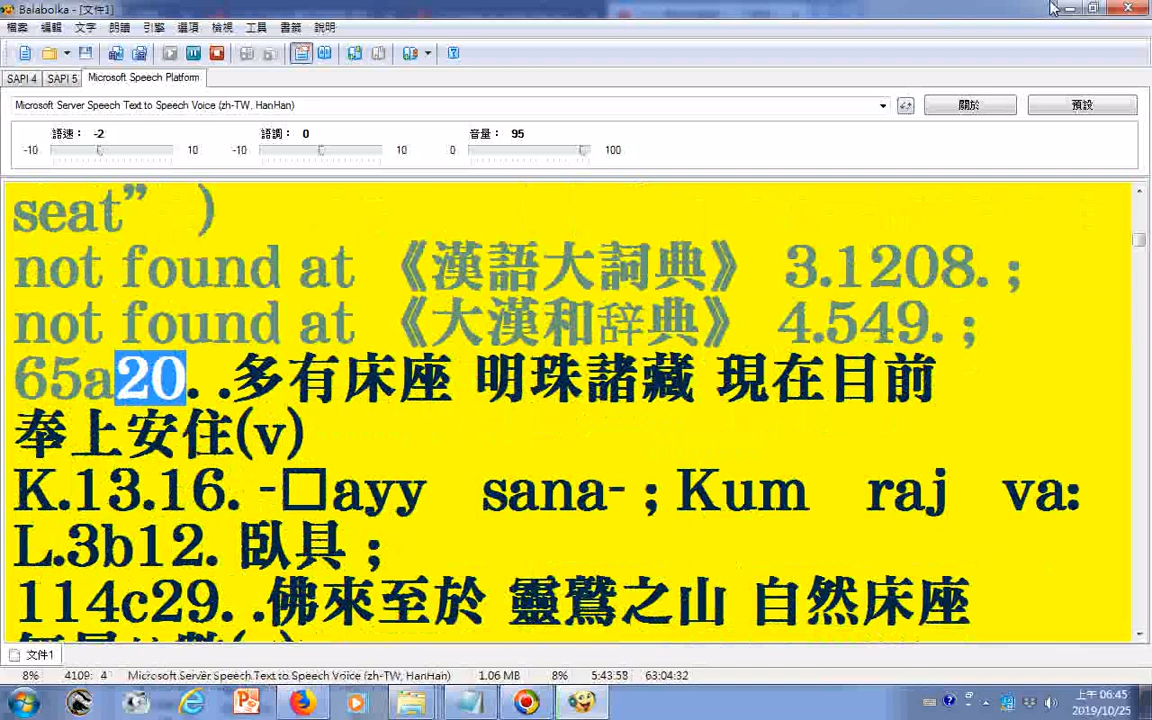 Balabolka - [文件1]
檔案 編輯 文字 朗讀 引擎 選項 檢視 工具 書籤 說明
SAPI 4 SAPI 5 Microsoft Speech Platform
Microsoft Server Speech Text to Speech Voice (zh-TW, HanHan) 關於 預設
語速： -2 語調： 0 音量： 95
-10 10 -10 10 0 100
seat” )
not found at 《漢語大詞典》 3.1208. ;
not found at 《大漢和辞典》 4.549. ;
65a20. .多有床座 明珠諸藏 現在目前
奉上安住(v)
K.13.16. -□ayy sana- ; Kum raj va:
L.3b12. 臥具 ;
114c29. .佛來至於 靈鷲之山 自然床座
文件1
8% 4109: 4 Microsoft Server Speech Text to Speech Voice (zh-TW, HanHan) 1.06 MB 8% 5:43:58 63:04:32
上午 06:45
2019/10/25